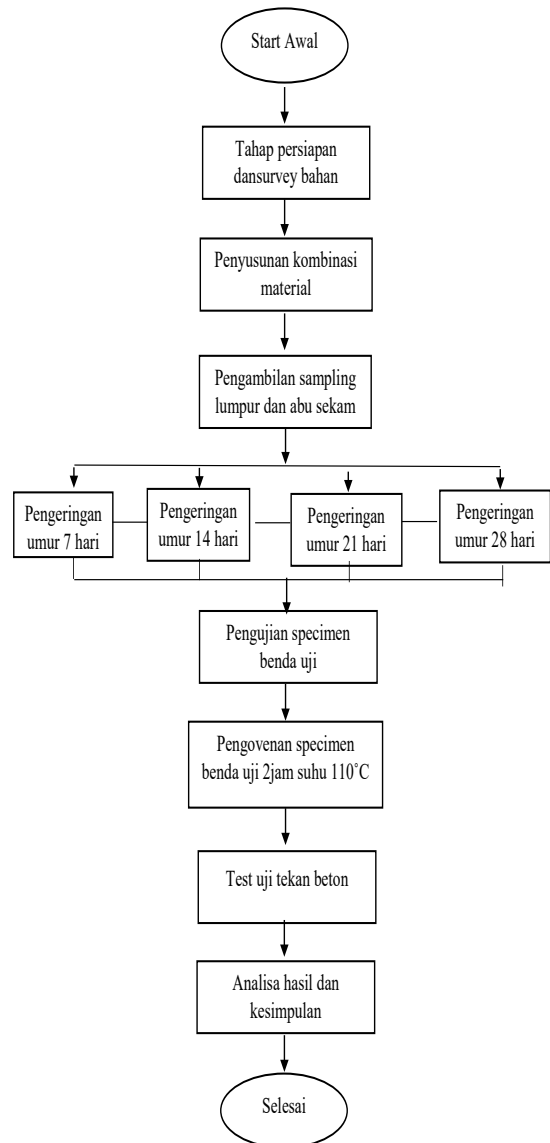 Start Awal
Tahap persiapan
dansurvey bahan
Penyusunan kombinasi
material
Pengambilan sampling
lumpur dan abu sekam
Pengeringan
umur 7 hari
Pengeringan
umur 14 hari
Pengeringan
umur 21 hari
Pengeringan
umur 28 hari
Pengujian specimen
benda uji
Pengovenan specimen
benda uji 2jam suhu 110˚C
Test uji tekan beton
Analisa hasil dan
kesimpulan
Selesai